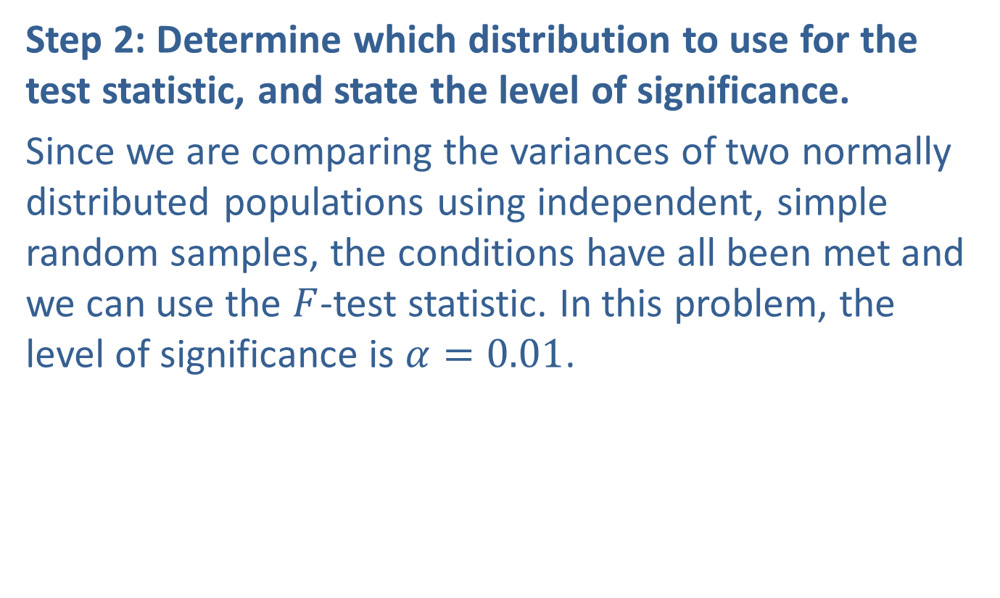 Step 2: Determine which distribution to use for the
test statistic, and state the level of significance.
Since we are comparing the variances of two normally
distributed populations using independent, simple
random samples, the conditions have all been met and
we can use the F-test statistic. In this problem, the
level of significance is α = 0.01.